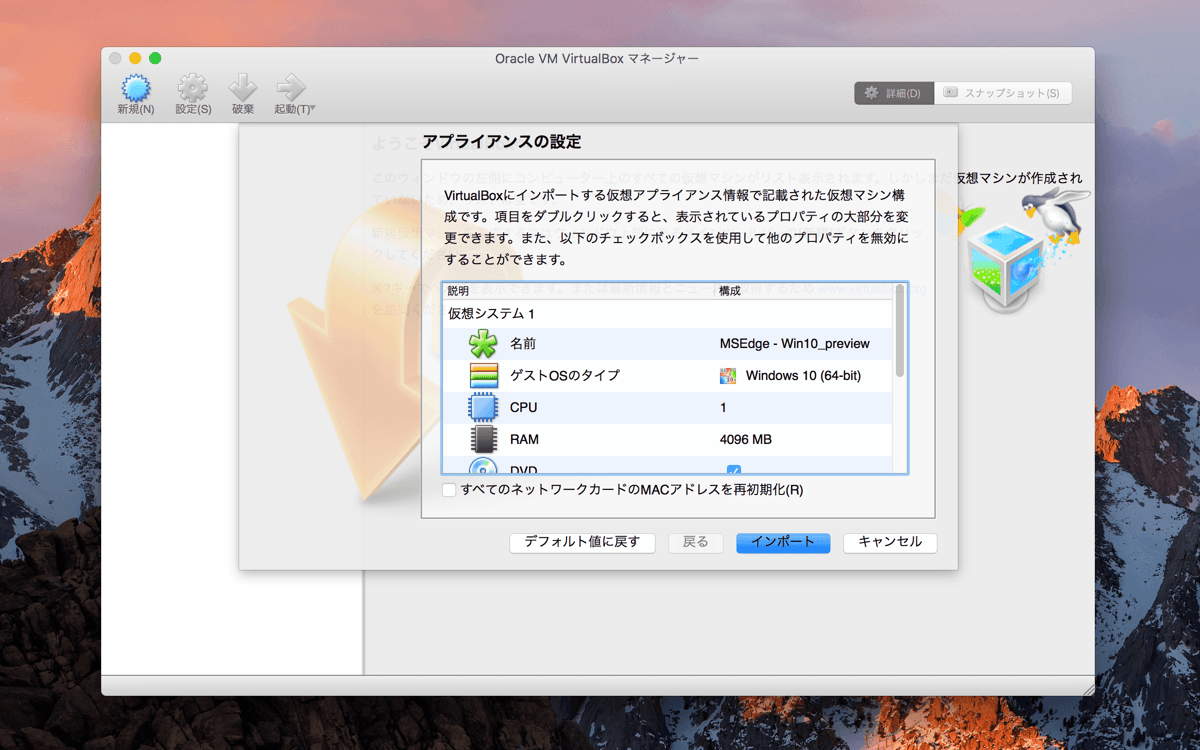 Oracle VM VirtualBox マネージャー
新規(N)
設定(S)
破棄
起動(T)
詳細(D)
スナップショット(S)
ようこ
アプライアンスの設定
このウィンドウの左側にコンピューター上のすべての仮想マシンがリスト表示されます。しかしまだ仮想マシンが作成され
VirtualBoxにインポートする仮想アプライアンス情報で記載された仮想マシン構
成です。項目をダブルクリックすると、表示されているプロパティの大部分を変
更できます。また、以下のチェックボックスを使用して他のプロパティを無効に
することができます。
説明
構成
仮想システム 1
名前
MSEdge - Win10_preview
ゲストOSのタイプ
Windows 10 (64-bit)
CPU
1
RAM
4096 MB
DVD
すべてのネットワークカードのMACアドレスを再初期化(R)
デフォルト値に戻す
戻る
インポート
キャンセル